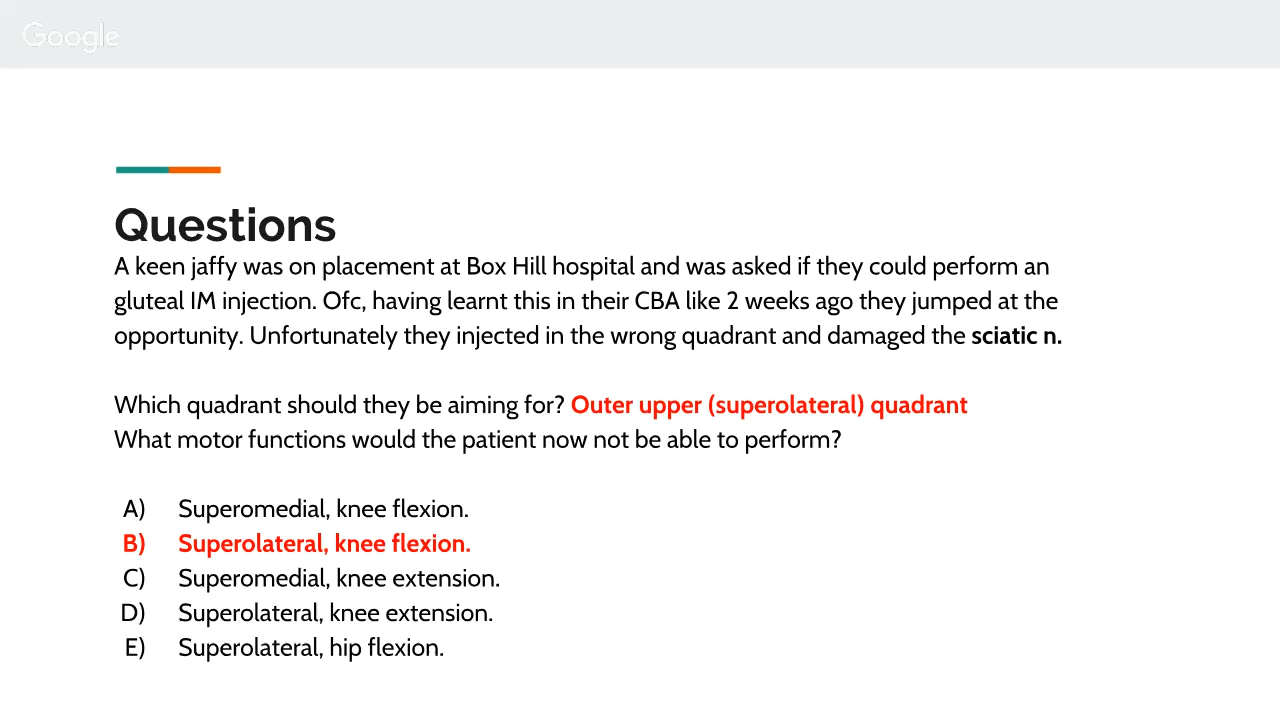 Google
Questions
A keen jaffy was on placement at Box Hill hospital and was asked if they could perform an
gluteal IM injection. Ofc, having learnt this in their CBA like 2 weeks ago they jumped at the
opportunity. Unfortunately they injected in the wrong quadrant and damaged the sciatic n.
Which quadrant should they be aiming for? Outer upper (superolateral) quadrant
What motor functions would the patient now not be able to perform?
A) Superomedial, knee flexion.
B) Superolateral, knee flexion.
C) Superomedial, knee extension.
D) Superolateral, knee extension.
E) Superolateral, hip flexion.